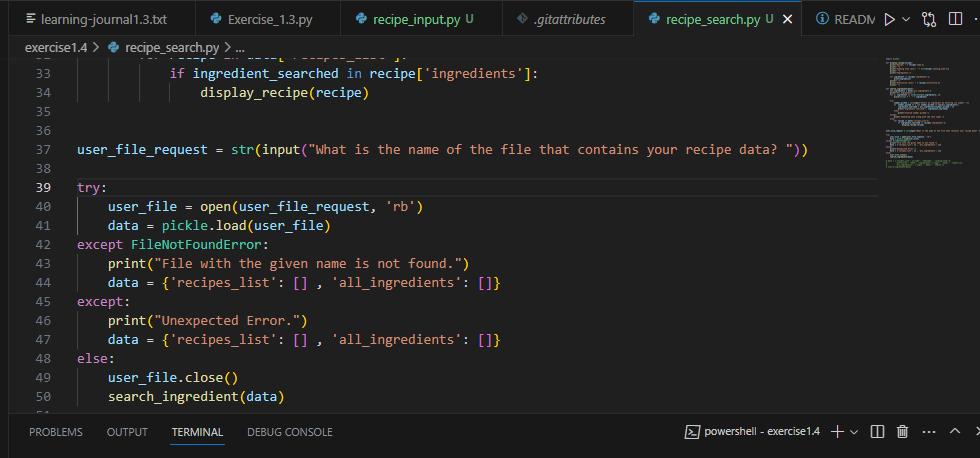 learning-journal1.3.txt Exercise_1.3.py recipe_input.py U .gitattributes recipe_search.py U READM
exercise1.4 > recipe_search.py > ...
33 if ingredient_searched in recipe['ingredients']:
34 display_recipe(recipe)
35
36
37 user_file_request = str(input("What is the name of the file that contains your recipe data? "))
38
39 try:
40 user_file = open(user_file_request, 'rb')
41 data = pickle.load(user_file)
42 except FileNotFoundError:
43 print("File with the given name is not found.")
44 data = {'recipes_list': [] , 'all_ingredients': []}
45 except:
46 print("Unexpected Error.")
47 data = {'recipes_list': [] , 'all_ingredients': []}
48 else:
49 user_file.close()
50 search_ingredient(data)
PROBLEMS OUTPUT TERMINAL DEBUG CONSOLE powershell - exercise1.4